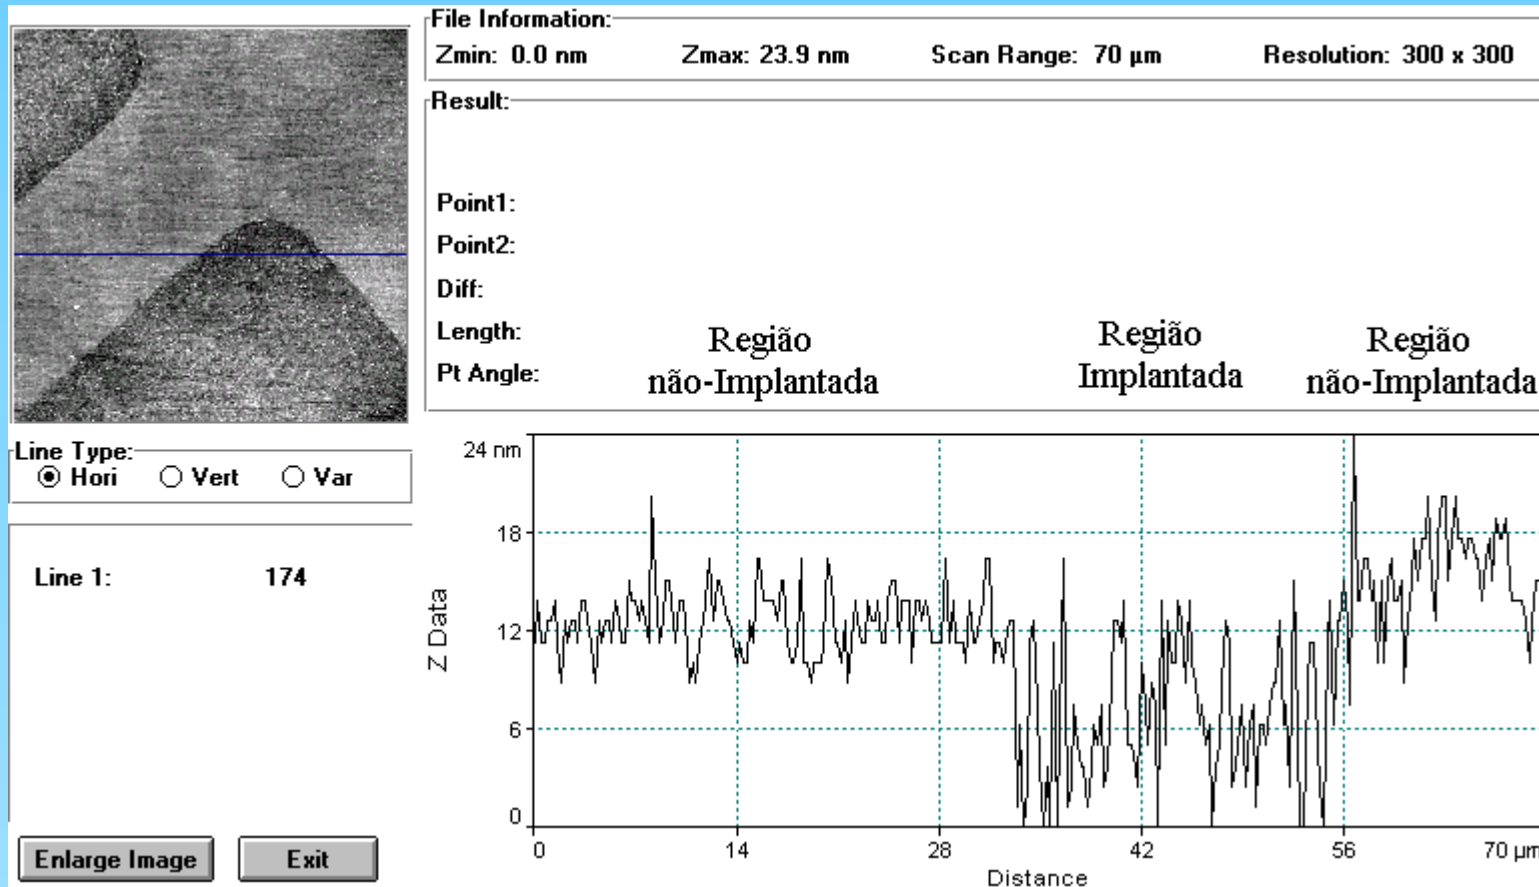 File Information:
Zmin: 0.0 nm Zmax: 23.9 nm Scan Range: 70 µm Resolution: 300 x 300
Result:
Point1:
Point2:
Diff:
Length:
Pt Angle:
Região
não-Implantada
Região
Implantada
Região
não-Implantada
Line Type:
Hori Vert Var
Line 1: 174
Enlarge Image Exit
24 nm
18
12
6
0
Z Data
0 14 28 42 56 70 µm
Distance